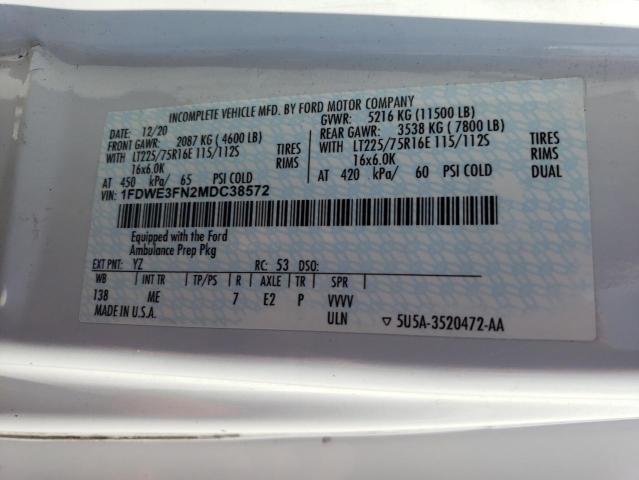 INCOMPLETE VEHICLE MFD. BY FORD MOTOR COMPANY
DATE: 12/20 GVWR: 5216 KG (11500 LB)
FRONT GAWR: 2087 KG (4600 LB) REAR GAWR: 3538 KG (7800 LB)
WITH LT225/75R16E 115/112S TIRES WITH LT225/75R16E 115/112S TIRES
16x6.0K RIMS 16x6.0K RIMS
AT 450 kPa/ 65 PSI COLD AT 420 kPa/ 60 PSI COLD DUAL
VIN: 1FDWE3FN2MDC38572
Equipped with the Ford
Ambulance Prep Pkg
EXT PNT: YZ RC: 53 DSO:
WB INT TR TP/PS R AXLE TR SPR
138 ME 7 E2 P VVVV
MADE IN U.S.A. ULN ▽ 5U5A-3520472-AA